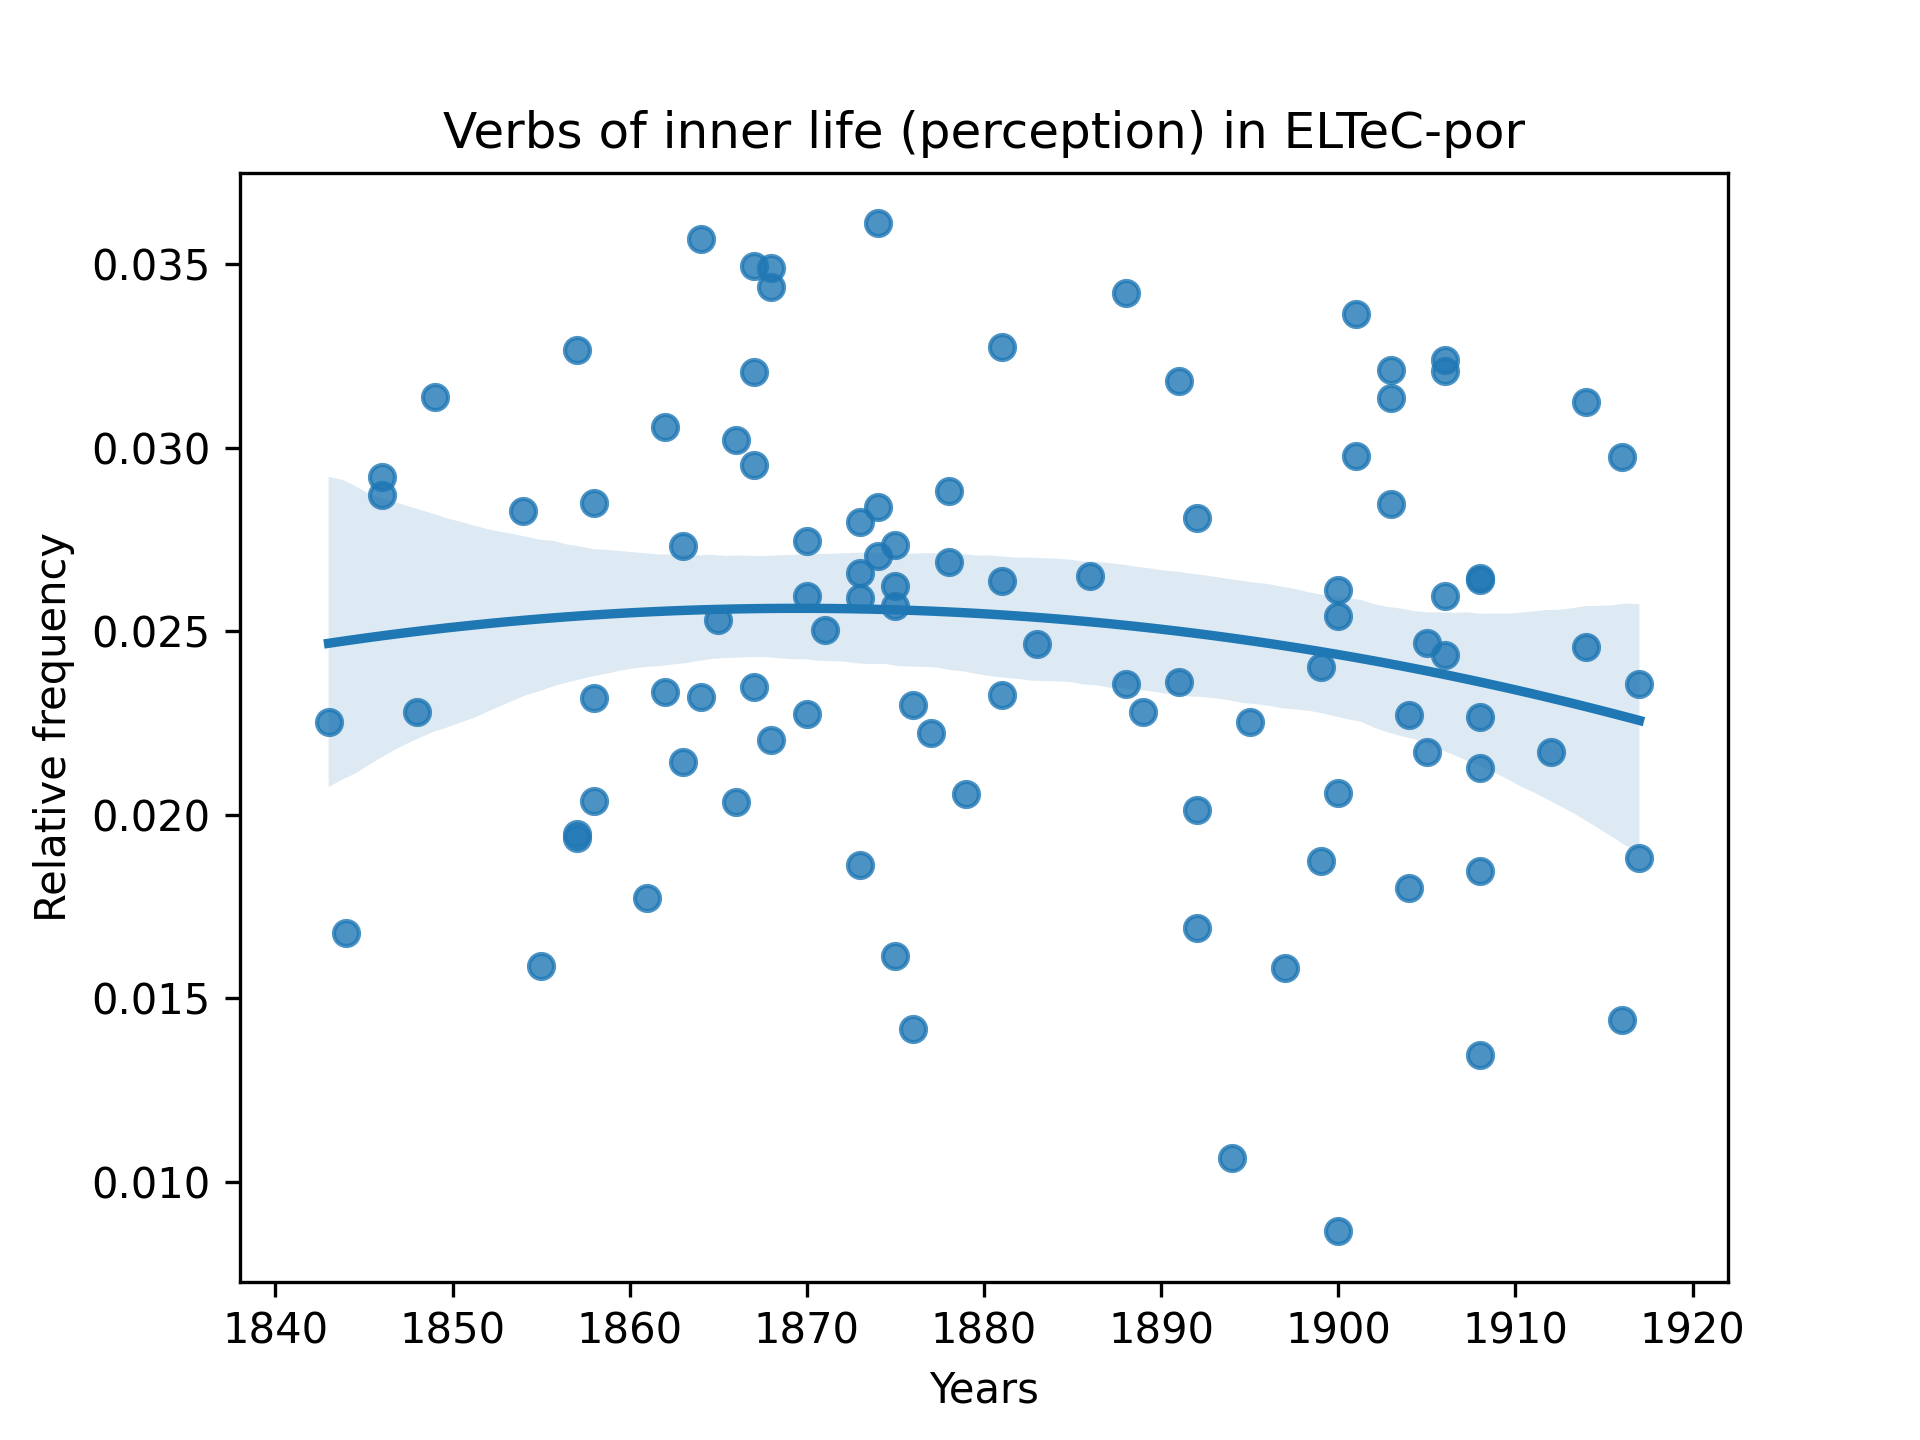 Verbs of inner life (perception) in ELTeC-por
Relative frequency
0.035
0.030
0.025
0.020
0.015
0.010
1840 1850 1860 1870 1880 1890 1900 1910 1920
Years